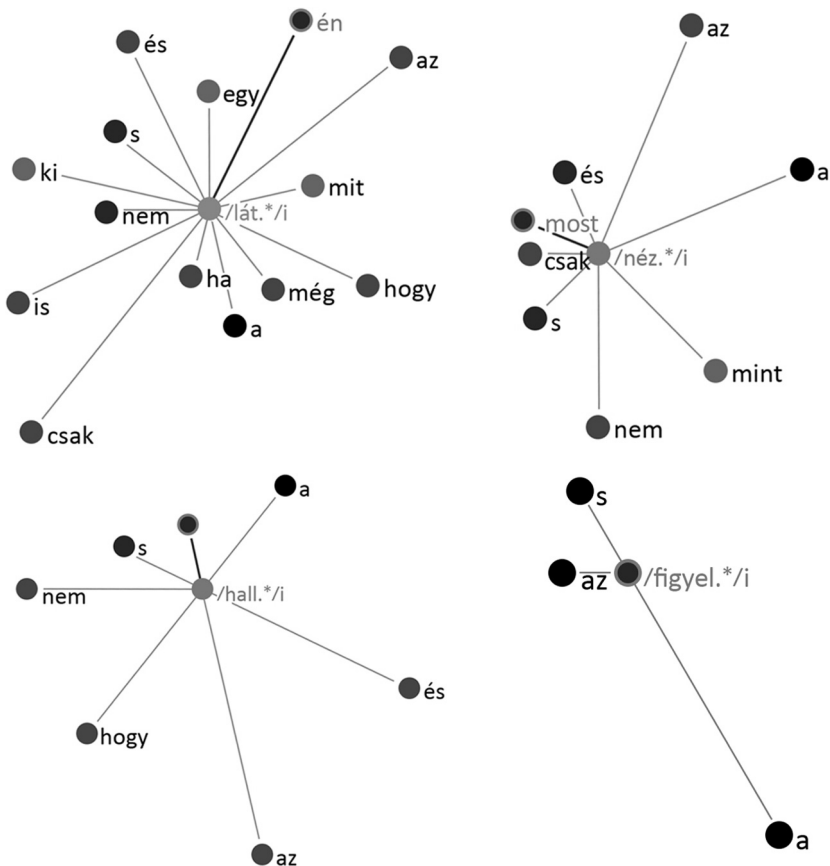 én
és
az
egy
s
ki
mit
nem
/lát.*/i
ha
még
hogy
is
a
csak
az
a
és
most
csak
/néz.*/i
s
mint
nem
a
s
nem
/hall.*/i
és
hogy
az
s
az
/figyel.*/i
a